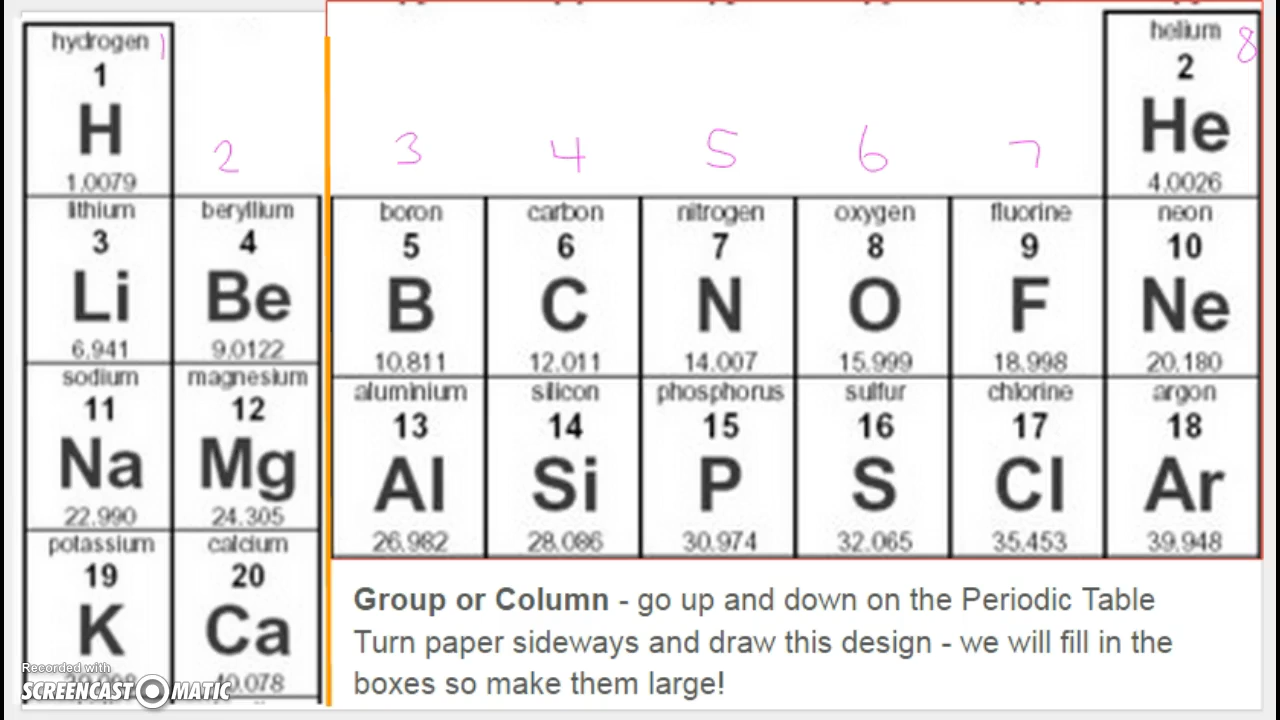 hydrogen 1
1
H
1.0079
helium 8
2
He
4.0026
2 3 4 5 6 7
lithium beryllium boron carbon nitrogen oxygen fluorine neon
3 4 5 6 7 8 9 10
Li Be B C N O F Ne
6.941 9.0122 10.811 12.011 14.007 15.999 18.998 20.180
sodium magnesium aluminium silicon phosphorus sulfur chlorine argon
11 12 13 14 15 16 17 18
Na Mg Al Si P S Cl Ar
22.990 24.305 26.982 28.086 30.974 32.065 35.453 39.948
potassium calcium
19 20
K Ca
40.078
Group or Column - go up and down on the Periodic Table
Turn paper sideways and draw this design - we will fill in the
boxes so make them large!
Recorded with
SCREENCAST-O-MATIC